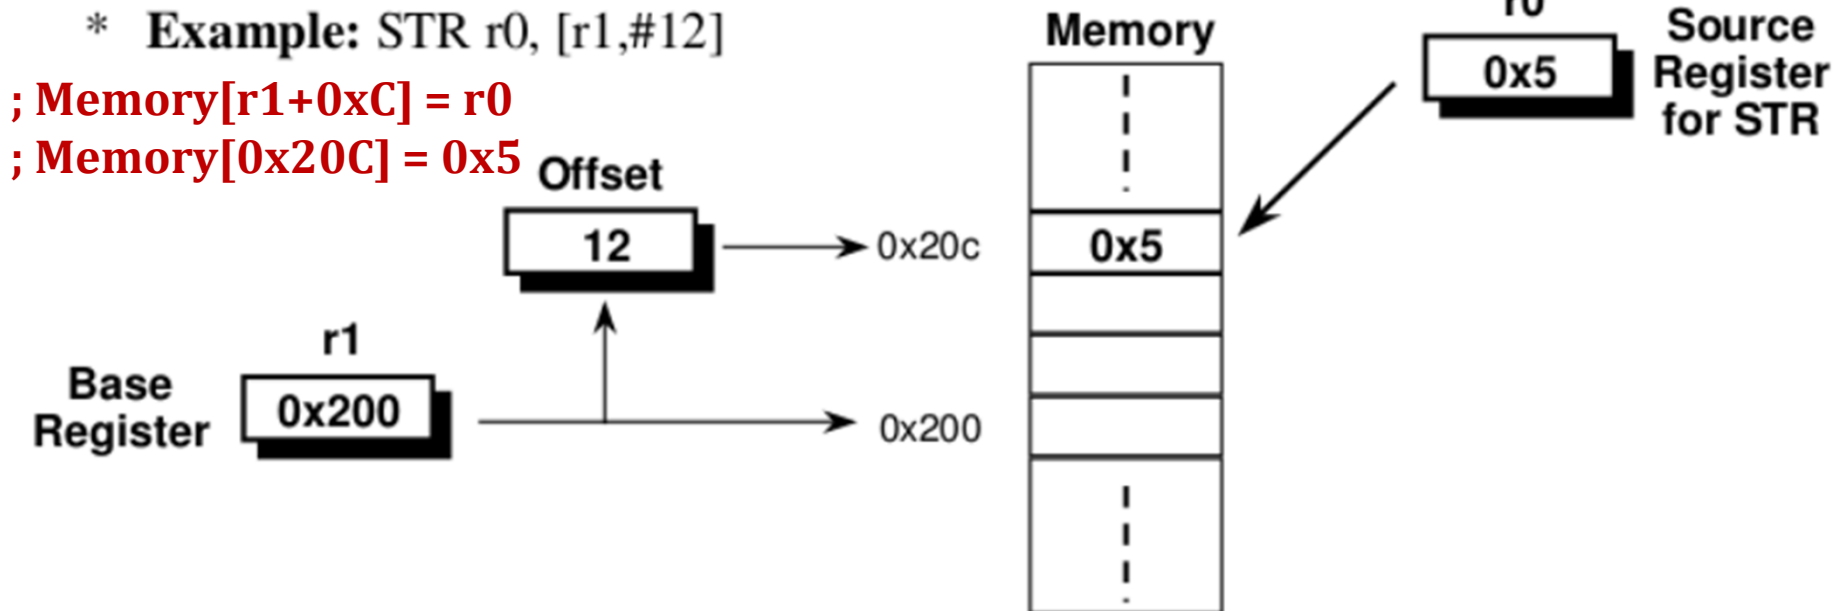 * Example: STR r0, [r1,#12]
; Memory[r1+0xC] = r0
; Memory[0x20C] = 0x5
Offset
12
0x20c
r1
Base
Register
0x200
0x200
Memory
0x5
r0
0x5
Source
Register
for STR